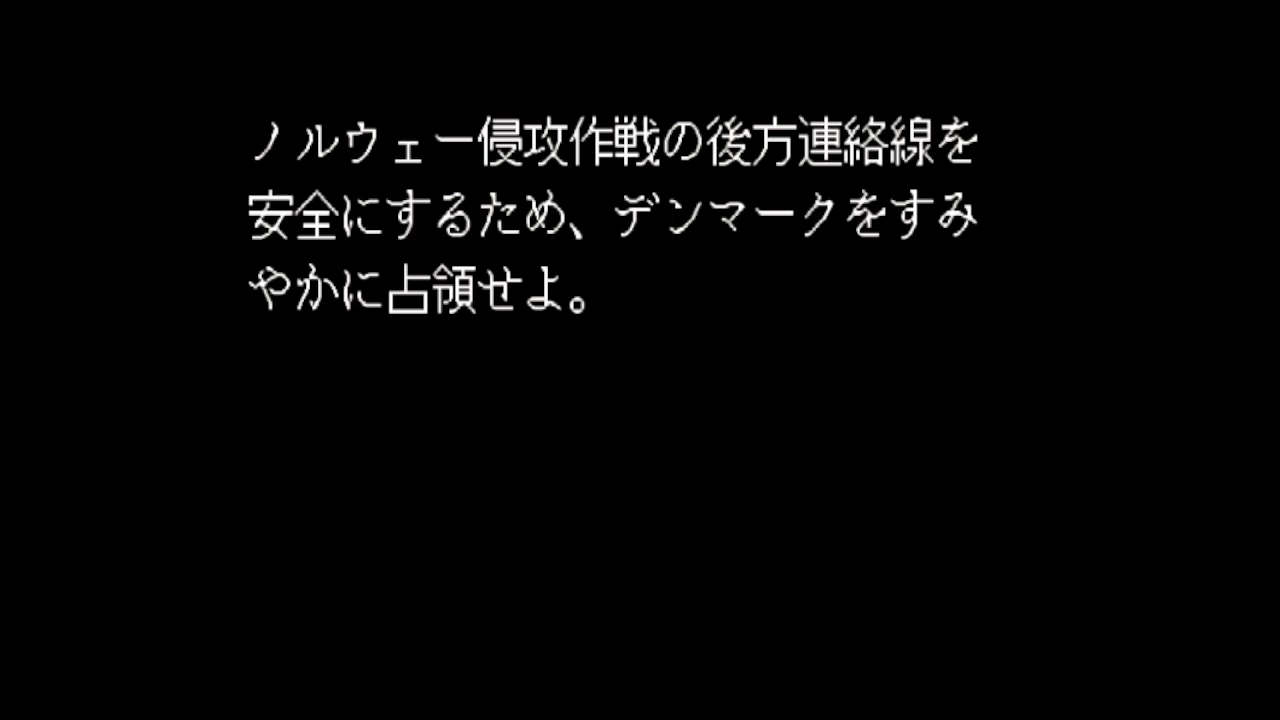 ノルウェー侵攻作戦の後方連絡線を
安全にするため、デンマークをすみ
やかに占領せよ。